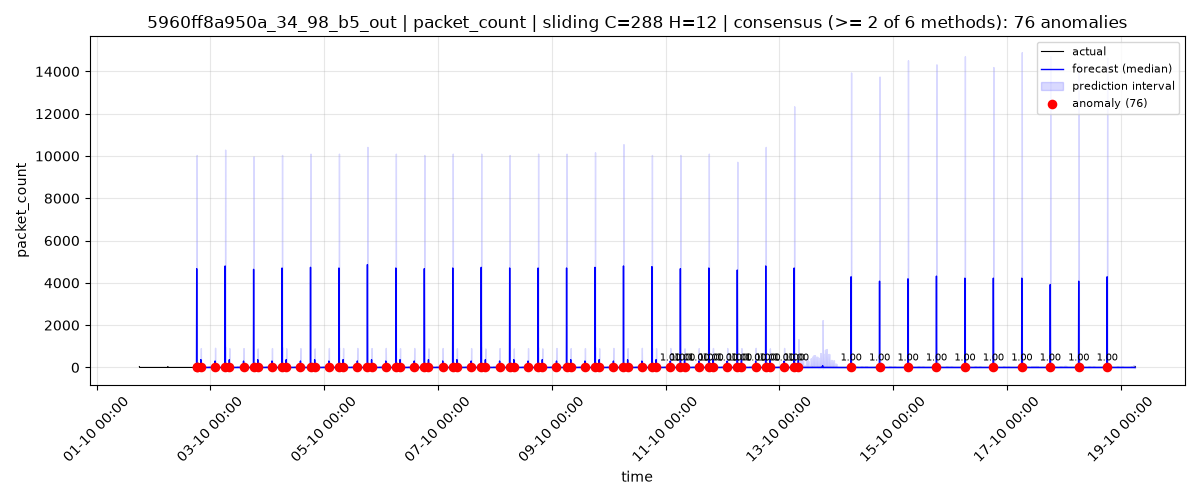 5960ff8a950a_34_98_b5_out | packet_count | sliding C=288 H=12 | consensus (>= 2 of 6 methods): 76 anomalies
actual
forecast (median)
prediction interval
anomaly (76)
packet_count
14000
12000
10000
8000
6000
4000
2000
0
1.00 1.00 1.00 1.00 1.00 1.00 1.00 1.00 1.00 1.00
01-10 00:00
03-10 00:00
05-10 00:00
07-10 00:00
09-10 00:00
11-10 00:00
13-10 00:00
15-10 00:00
17-10 00:00
19-10 00:00
time